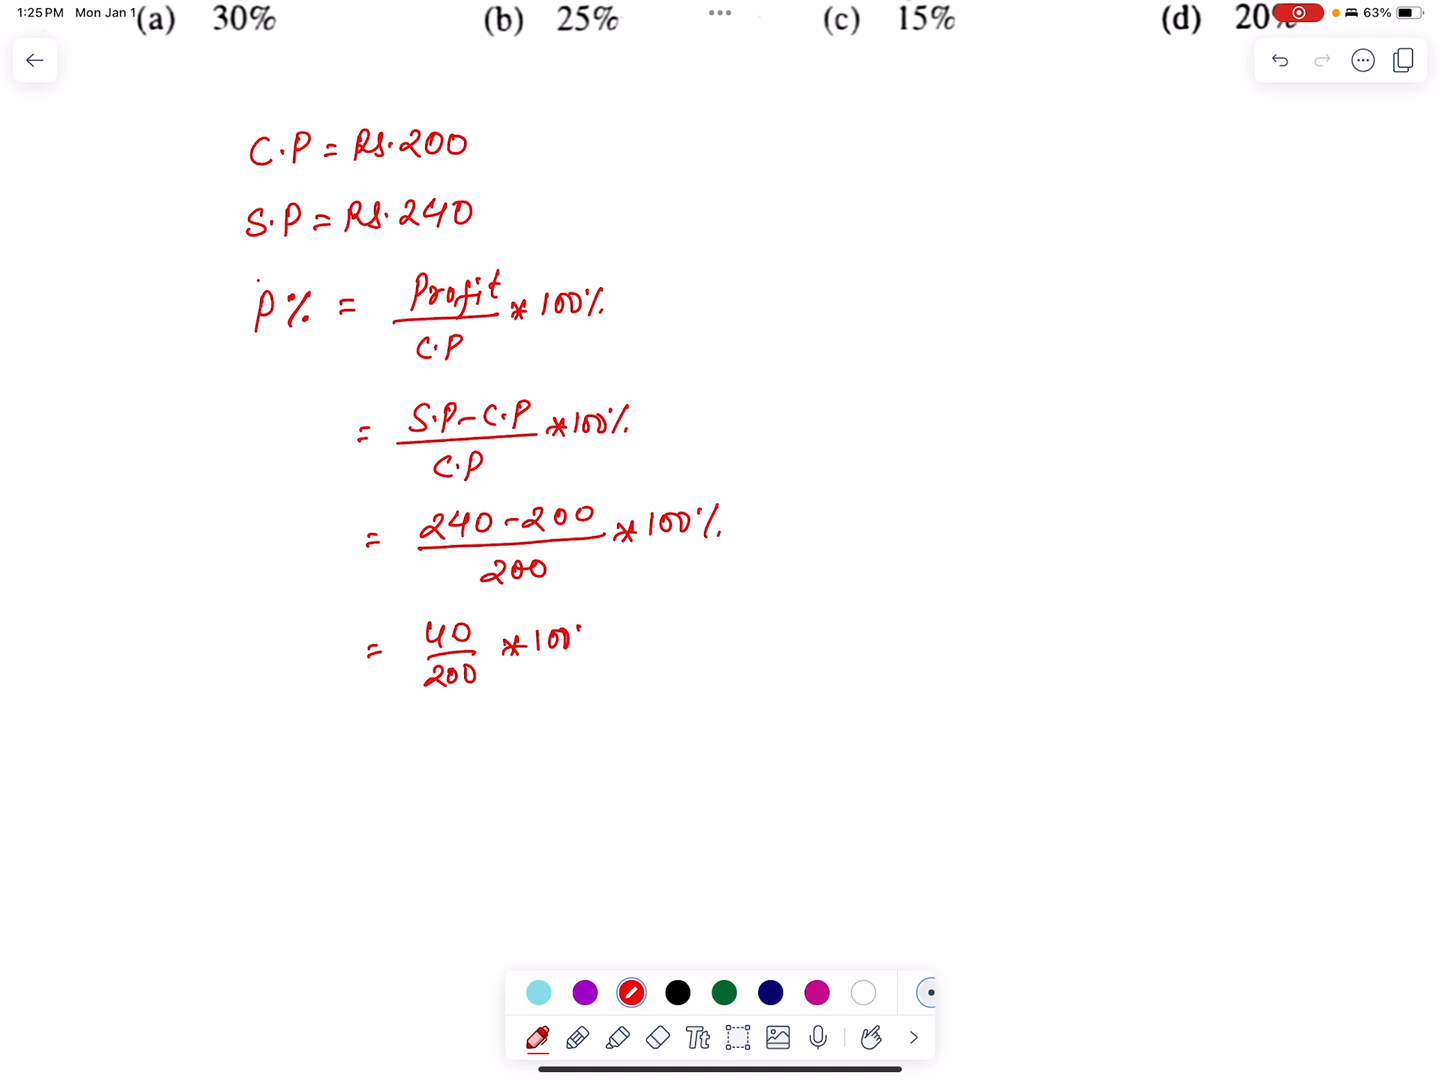 1:25 PM Mon Jan 1 (a) 30% (b) 25% (c) 15% (d) 20% 63%
C.P = Rs. 200
S.P = Rs. 240
P% = Profit / C.P * 100%
= S.P - C.P / C.P * 100%
= 240 - 200 / 200 * 100%
= 40 / 200 * 100
Tt